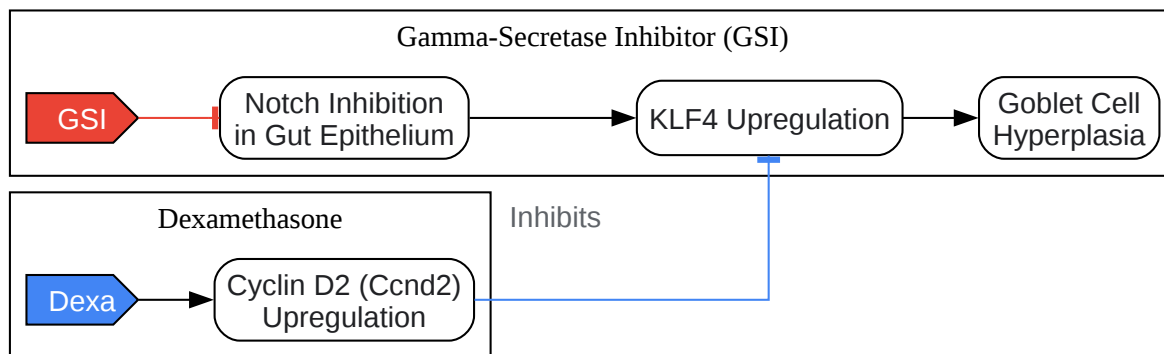 Gamma-Secretase Inhibitor (GSI)
GSI
Notch Inhibition
in Gut Epithelium
KLF4 Upregulation
Goblet Cell
Hyperplasia
Dexamethasone
Inhibits
Dexa
Cyclin D2 (Ccnd2)
Upregulation